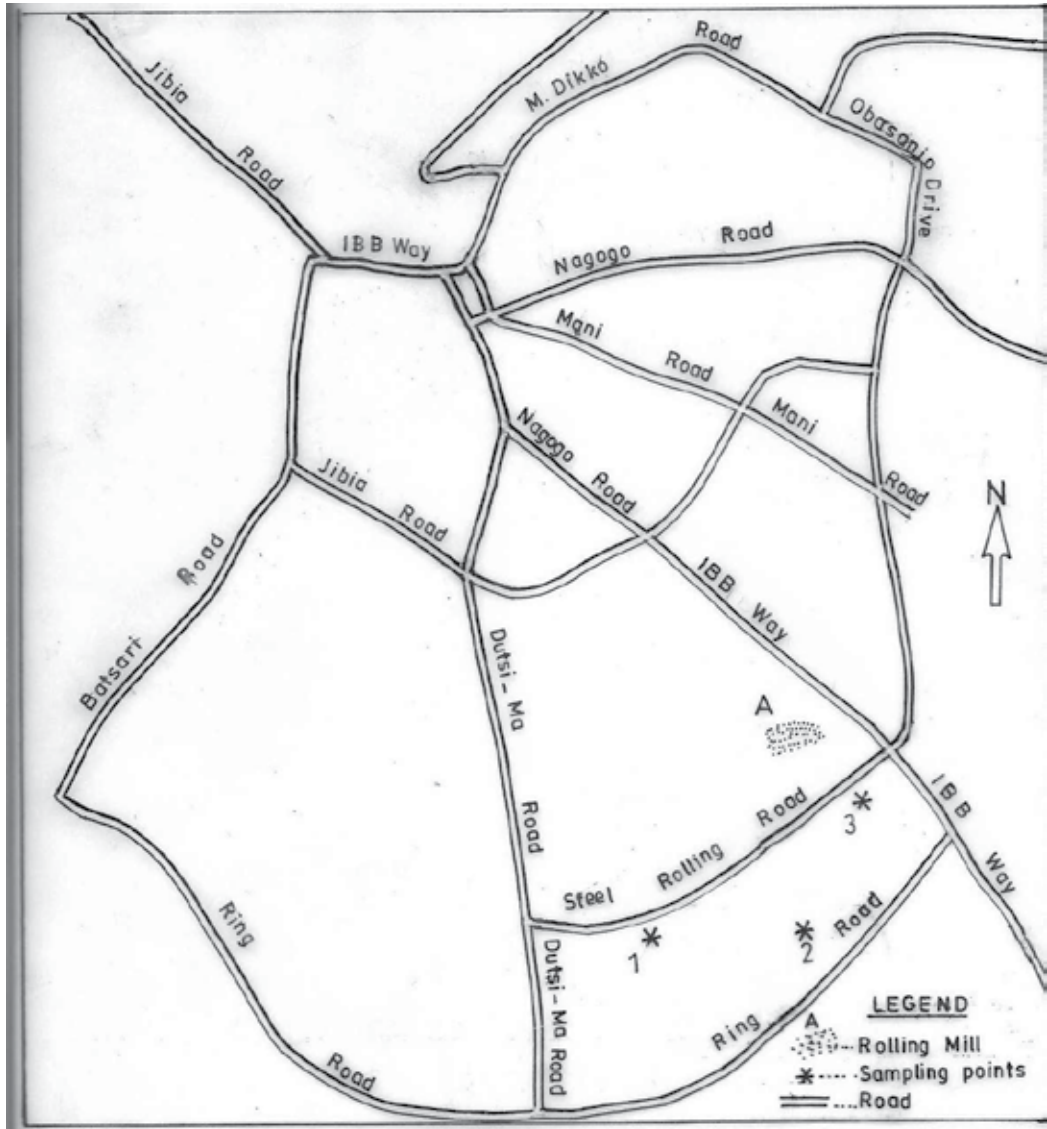 Jibia Road
M. Dikko Road
Obasanjo Drive
IBB Way
Nagogo Road
Mani Road
Mani Road
Nagogo Road
Jibia Road
N
Batsari Road
IBB Way
Dutsi-Ma Road
A
IBB Way
3
Steel Rolling Road
1
2
Ring Road
Dutsi-Ma Road
Ring Road
LEGEND
A
Rolling Mill
Sampling points
Road